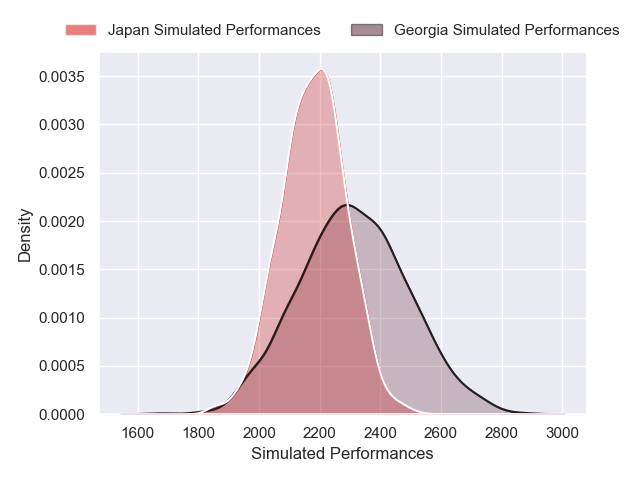 Japan Simulated Performances
Georgia Simulated Performances
0.0035
0.0030
0.0025
0.0020
0.0015
0.0010
0.0005
0.0000
Density
1600 1800 2000 2200 2400 2600 2800 3000
Simulated Performances